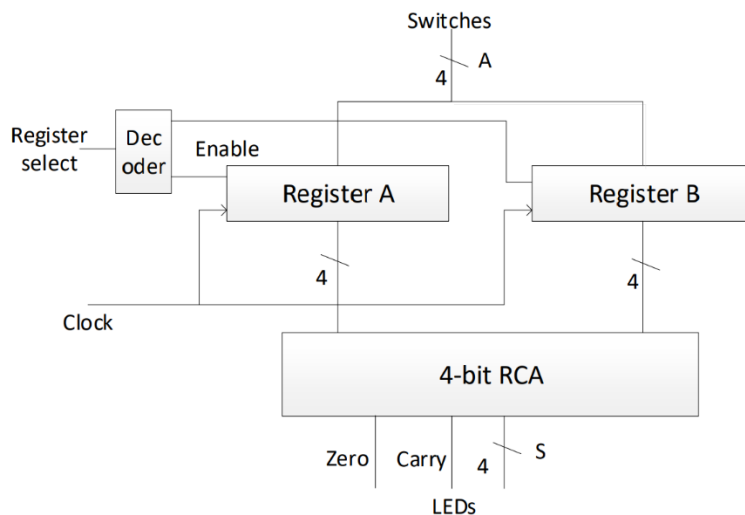 Switches
A
4
Register
select
Dec
oder
Enable
Register A
Register B
4
4
Clock
4-bit RCA
Zero
Carry
4
S
LEDs